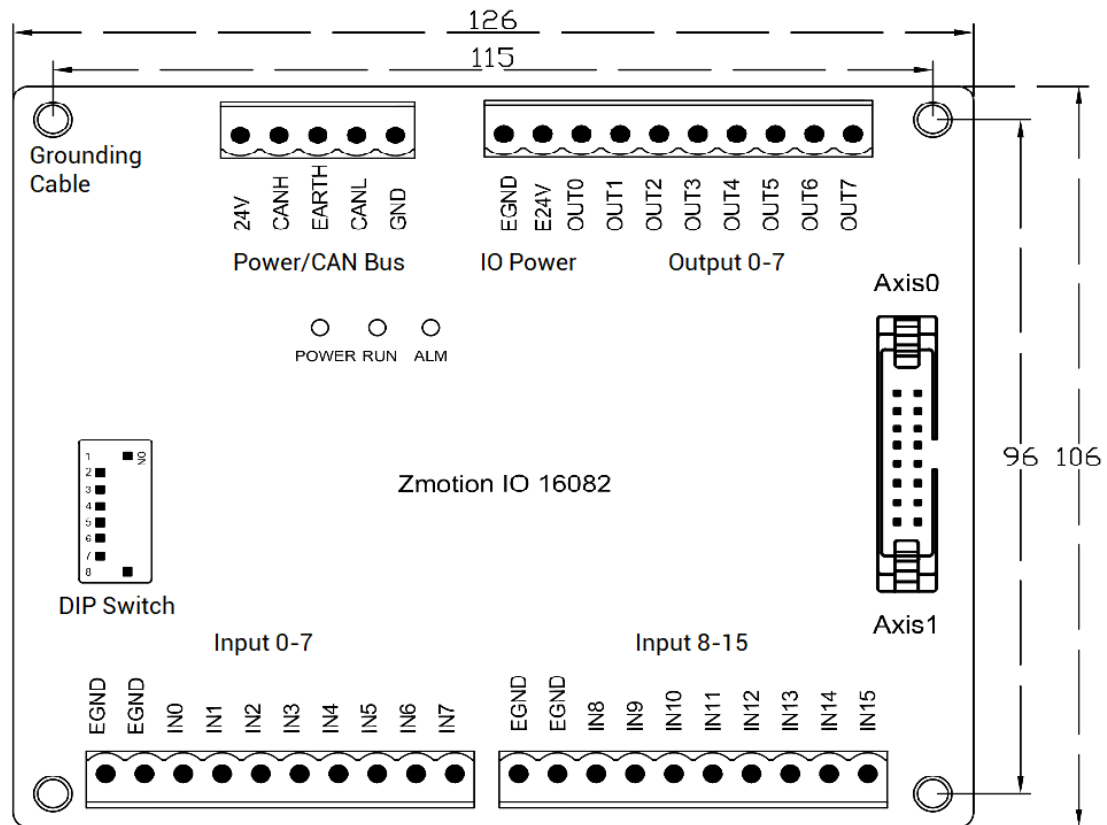 126
115
Grounding
Cable
24V
CANH
EARTH
CANL
GND
EGND
E24V
OUT0
OUT1
OUT2
OUT3
OUT4
OUT5
OUT6
OUT7
Power/CAN Bus
IO Power
Output 0-7
Axis0
POWER RUN ALM
1
ON
2
3
4
5
6
7
8
Zmotion IO 16082
96 106
DIP Switch
Axis1
Input 0-7
Input 8-15
EGND
EGND
IN0
IN1
IN2
IN3
IN4
IN5
IN6
IN7
EGND
EGND
IN8
IN9
IN10
IN11
IN12
IN13
IN14
IN15